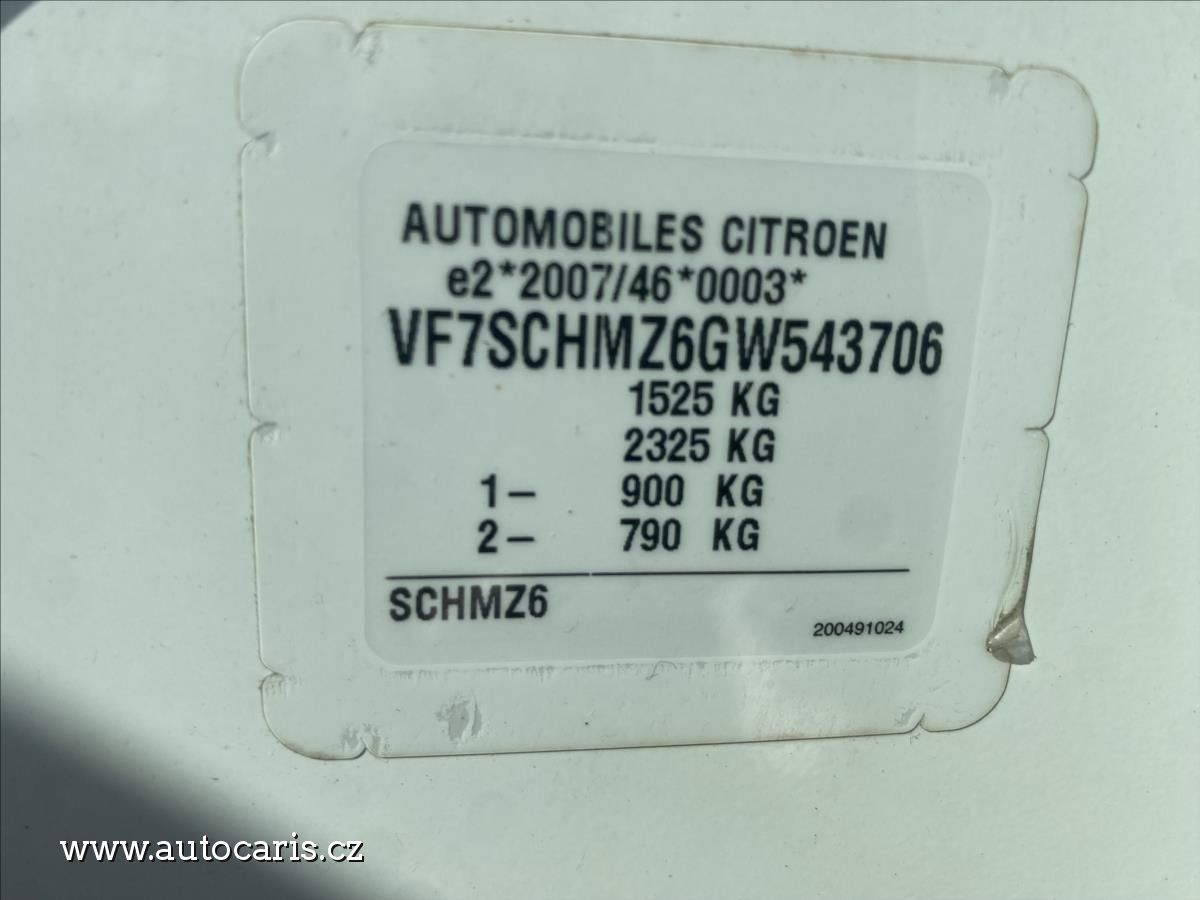 AUTOMOBILES CITROEN
e2*2007/46*0003*
VF7SCHMZ6GW543706
1525 KG
2325 KG
1– 900 KG
2– 790 KG
SCHMZ6
200491024
www.autocaris.cz